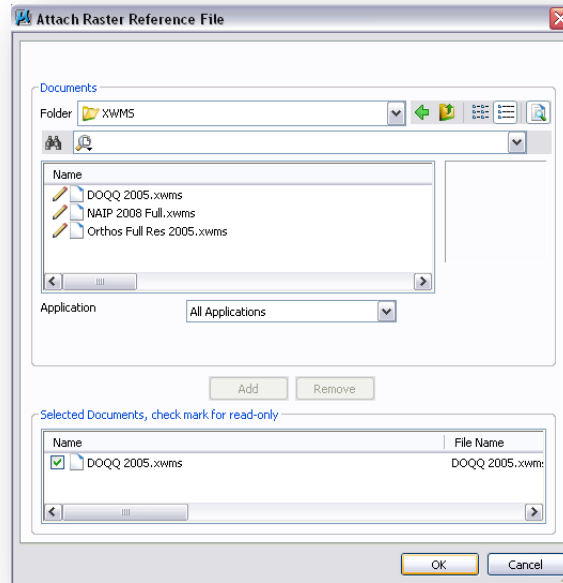 Attach Raster Reference File
Documents
Folder XWMS
Name
DOQQ 2005.xwms
NAIP 2008 Full.xwms
Orthos Full Res 2005.xwms
Application All Applications
Add Remove
Selected Documents, check mark for read-only
Name File Name
DOQQ 2005.xwms DOQQ 2005.xwm
OK Cancel